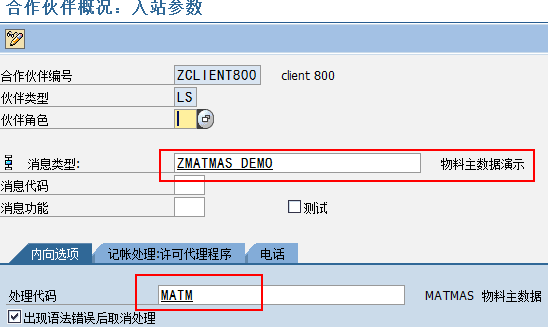 合作伙伴概况：入站参数
合作伙伴编号 ZCLIENT800 client 800
伙伴类型 LS
伙伴角色
消息类型: ZMATMAS_DEMO 物料主数据演示
消息代码
消息功能 测试
内向选项 记帐处理:许可代理程序 电话
处理代码 MATM MATMAS 物料主数据
出现语法错误后取消处理